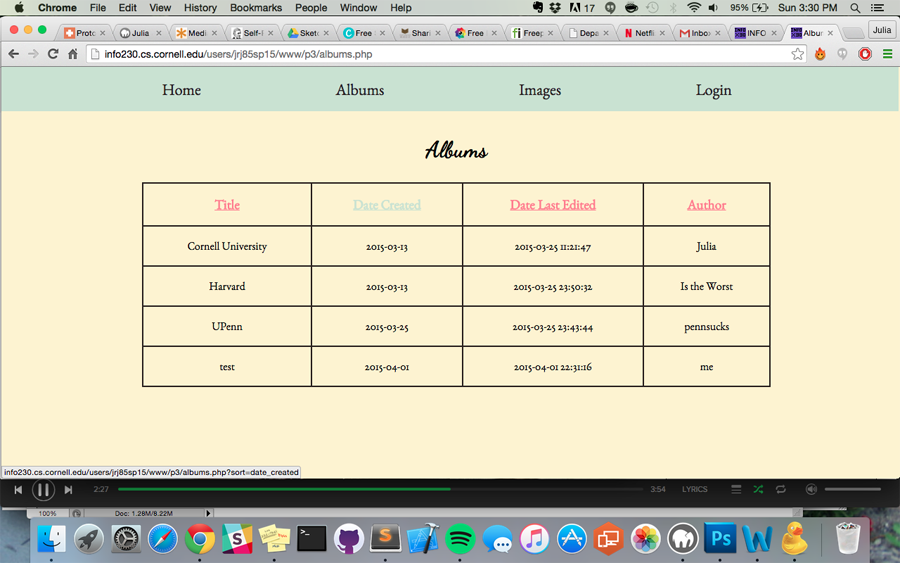 Chrome File Edit View History Bookmarks People Window Help 17 95% Sun 3:30 PM
Proto Julia Medi Self-l Sketc Free Shari Free Freep Depa Netfli Inbox INFO Albur Julia
info230.cs.cornell.edu/users/jrj85sp15/www/p3/albums.php
Home Albums Images Login
Albums
Title Date Created Date Last Edited Author
Cornell University 2015-03-13 2015-03-25 11:21:47 Julia
Harvard 2015-03-13 2015-03-25 23:50:32 Is the Worst
UPenn 2015-03-25 2015-03-25 23:43:44 pennsucks
test 2015-04-01 2015-04-01 22:31:16 me
info230.cs.cornell.edu/users/jrj85sp15/www/p3/albums.php?sort=date_created
2:27 3:54 LYRICS
100% Doc: 1.28M/8.22M
Ps